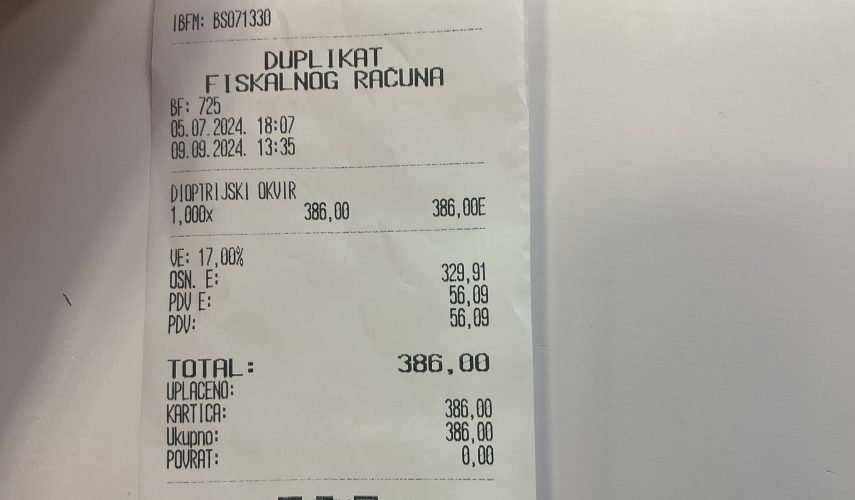 IBFM: BS071330
DUPLIKAT
FISKALNOG RAČUNA
BF: 725
05.07.2024. 18:07
09.09.2024. 13:35
DIOPTRIJSKI OKVIR
1,000x 386,00 386,00E
VE: 17,00%
OSN. E: 329,91
PDV E: 56,09
PDV: 56,09
TOTAL: 386,00
UPLAĆENO:
KARTICA: 386,00
Ukupno: 386,00
POVRAT: 0,00